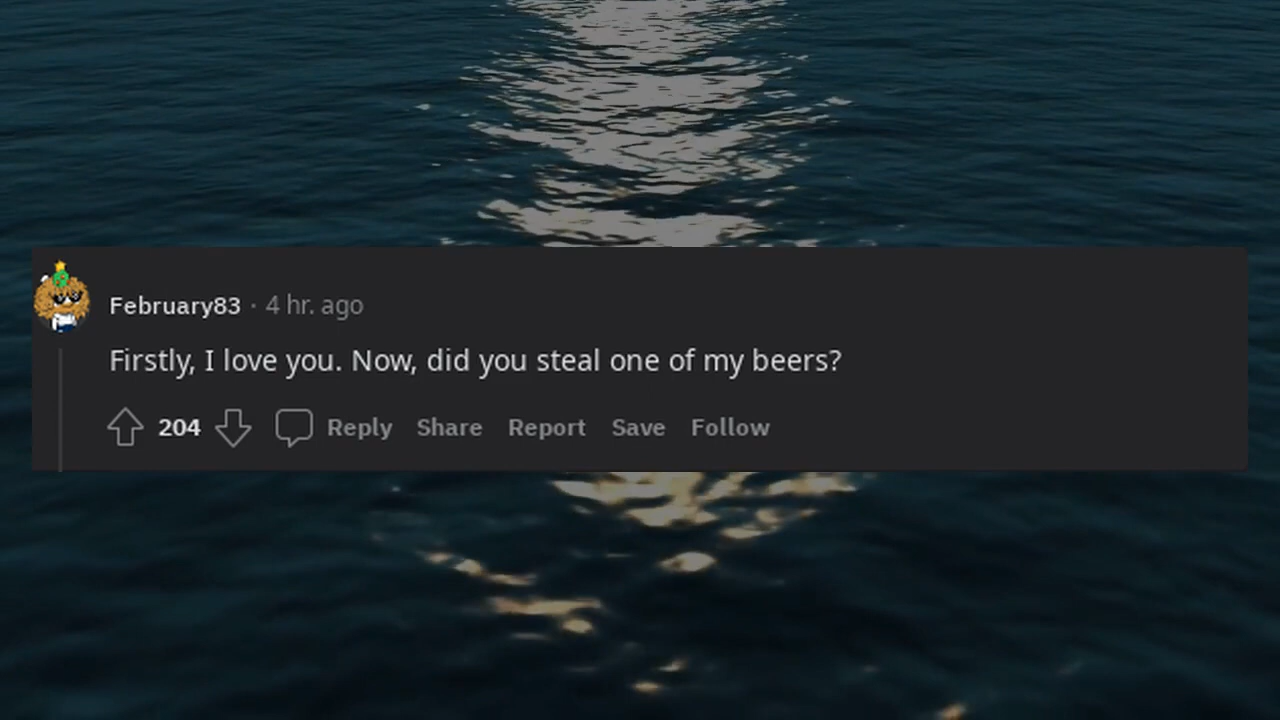 February83 · 4 hr. ago
Firstly, I love you. Now, did you steal one of my beers?
204 Reply Share Report Save Follow